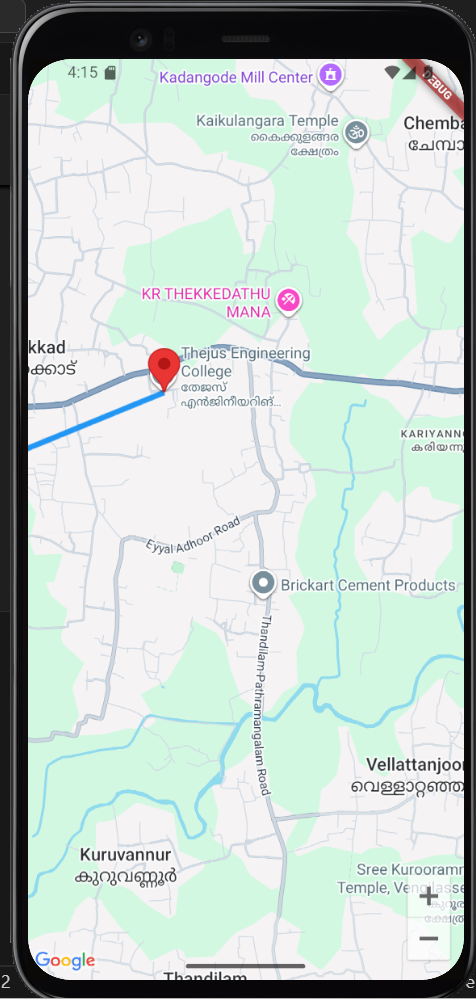 4:15
DEBUG
Kadangode Mill Center
Kaikulangara Temple
കൈക്കുളങ്ങര
ക്ഷേത്രം
Chemba
ചേമ്പാ
KR THEKKEDATHU
MANA
kkad
ക്കാട്
Thejus Engineering
College
തേജസ്
എൻജിനീയറിങ്...
KARIYANN
കരിയന്നൂ
Eyyal Adhoor Road
Brickart Cement Products
Thandilam-Pathramangalam Road
Vellattanjoor
വെള്ളാറ്റഞ്ഞ
Kuruvannur
കുറുവണ്ണൂർ
Sree Kurooramm
Temple, Vengilasse
ക്ഷേത്ര
+
−
Google
Thandilam
2